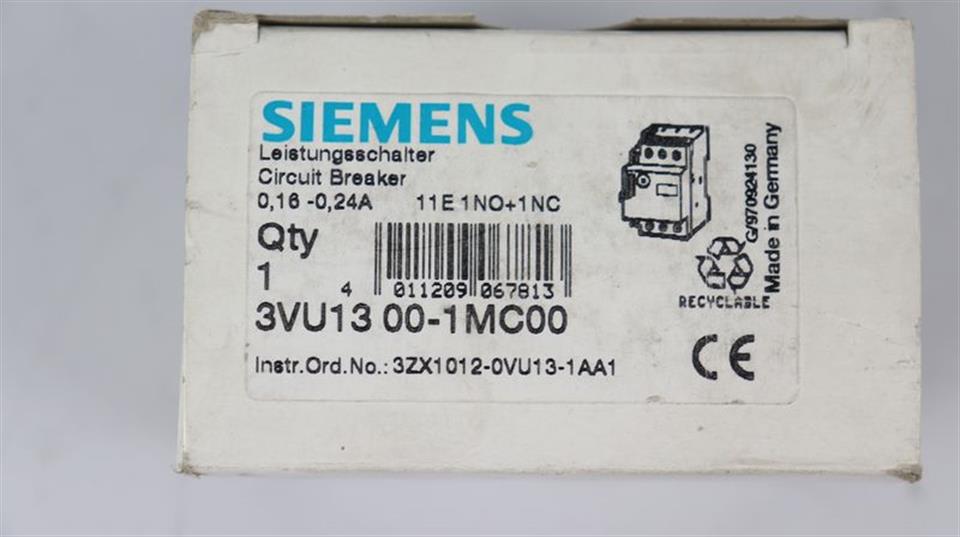 SIEMENS
Leistungsschalter
Circuit Breaker
0,16 -0,24A 11E 1NO+1NC
Qty
1
4 011209 067813
3VU13 00-1MC00
Instr.Ord.No.: 3ZX1012-0VU13-1AA1
RECYCLABLE
CE
G/970924130
Made in Germany